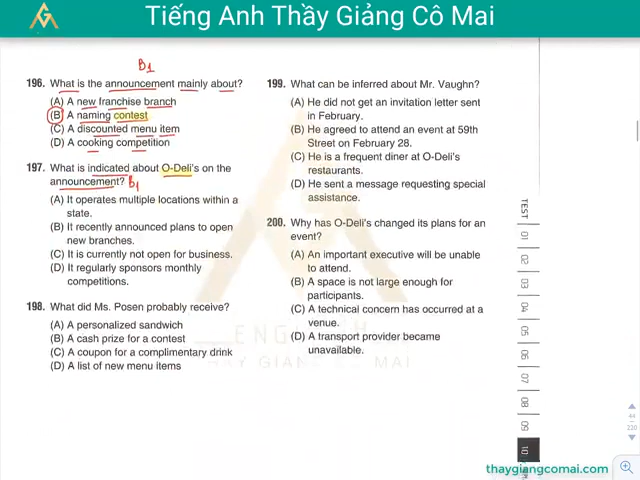 AG
Tiếng Anh Thầy Giảng Cô Mai
B1
196. What is the announcement mainly about?
(A) A new franchise branch
(B) A naming contest
(C) A discounted menu item
(D) A cooking competition
197. What is indicated about O-Deli's on the
announcement? B1
(A) It operates multiple locations within a
state.
(B) It recently announced plans to open
new branches.
(C) It is currently not open for business.
(D) It regularly sponsors monthly
competitions.
198. What did Ms. Posen probably receive?
(A) A personalized sandwich
(B) A cash prize for a contest
(C) A coupon for a complimentary drink
(D) A list of new menu items
199. What can be inferred about Mr. Vaughn?
(A) He did not get an invitation letter sent
in February.
(B) He agreed to attend an event at 59th
Street on February 28.
(C) He is a frequent diner at O-Deli's
restaurants.
(D) He sent a message requesting special
assistance.
200. Why has O-Deli's changed its plans for an
event?
(A) An important executive will be unable
to attend.
(B) A space is not large enough for
participants.
(C) A technical concern has occurred at a
venue.
(D) A transport provider became
unavailable.
TEST
01
02
03
04
05
06
07
08
09
10
ENGLISH
THẦY GIẢNG CÔ MAI
44
220
thaygiangcomai.com